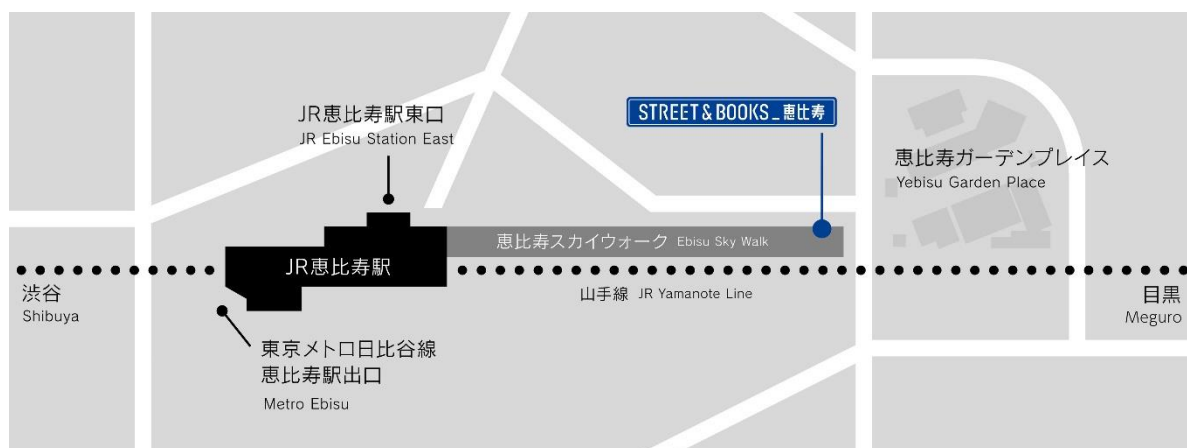 JR恵比寿駅東口
JR Ebisu Station East
STREET & BOOKS_恵比寿
恵比寿ガーデンプレイス
Yebisu Garden Place
恵比寿スカイウォーク Ebisu Sky Walk
JR恵比寿駅
渋谷
Shibuya
山手線 JR Yamanote Line
目黒
Meguro
東京メトロ日比谷線
恵比寿駅出口
Metro Ebisu